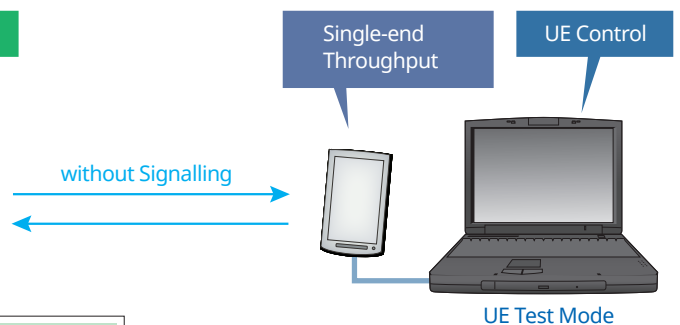 Single-end
Throughput
UE Control
without Signalling
UE Test Mode